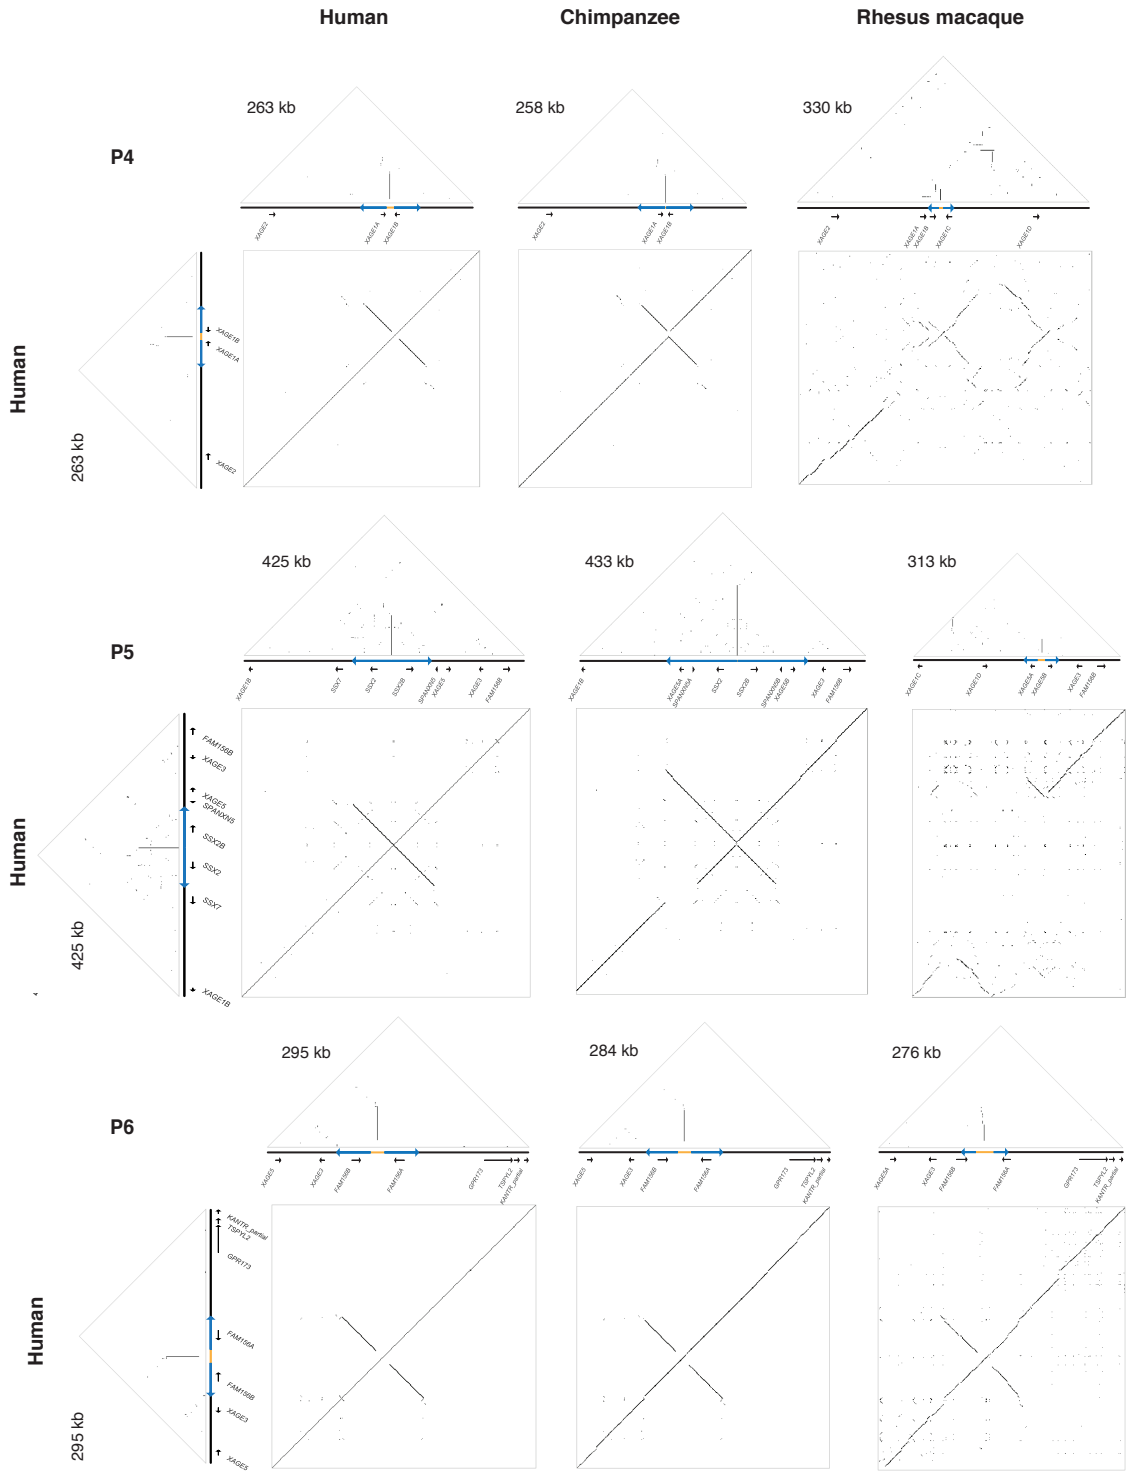 Human Chimpanzee Rhesus macaque
P4
263 kb 258 kb 330 kb
XAGE2 XAGE1A XAGE1B
XAGE2 XAGE1A XAGE1B
XAGE2 XAGE1A XAGE1B XAGE1C XAGE1D
Human
263 kb
XAGE1B
XAGE1A
XAGE2
P5
425 kb 433 kb 313 kb
XAGE1B SSX7 SSX2 SSX2B SPANXN5 XAGE5 XAGE3 FAM156B
XAGE1B XAGE5A SPANXN5A SSX2 SSX2B SPANXN5B XAGE5B XAGE3 FAM156B
XAGE1C XAGE1D XAGE5A XAGE5B XAGE3 FAM156B
Human
425 kb
FAM156B
XAGE3
XAGE5
SPANXN5
SSX2B
SSX2
SSX7
XAGE1B
P6
295 kb 284 kb 276 kb
XAGE5 XAGE3 FAM156B FAM156A GPR173 TSPYL2 KANTR_partial
XAGE5 XAGE3 FAM156B FAM156A GPR173 TSPYL2 KANTR_partial
XAGE5A XAGE3 FAM156B FAM156A GPR173 TSPYL2 KANTR_partial
Human
295 kb
KANTR_partial
TSPYL2
GPR173
FAM156A
FAM156B
XAGE3
XAGE5